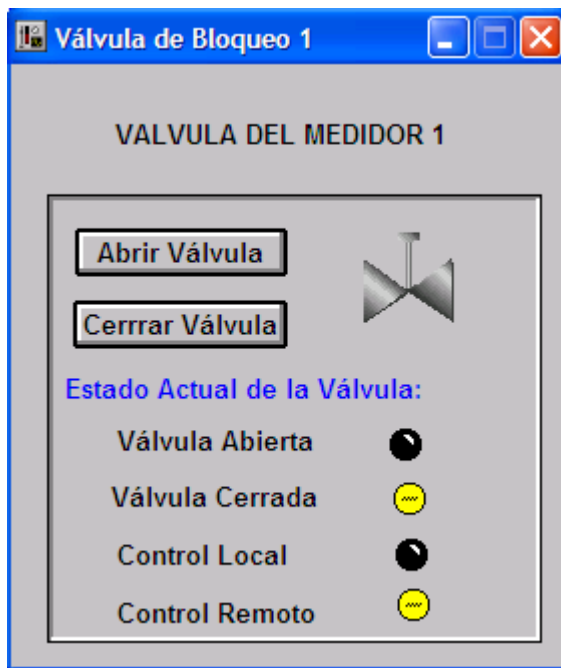 Válvula de Bloqueo 1
VALVULA DEL MEDIDOR 1
Abrir Válvula
Cerrrar Válvula
Estado Actual de la Válvula:
Válvula Abierta
Válvula Cerrada
Control Local
Control Remoto